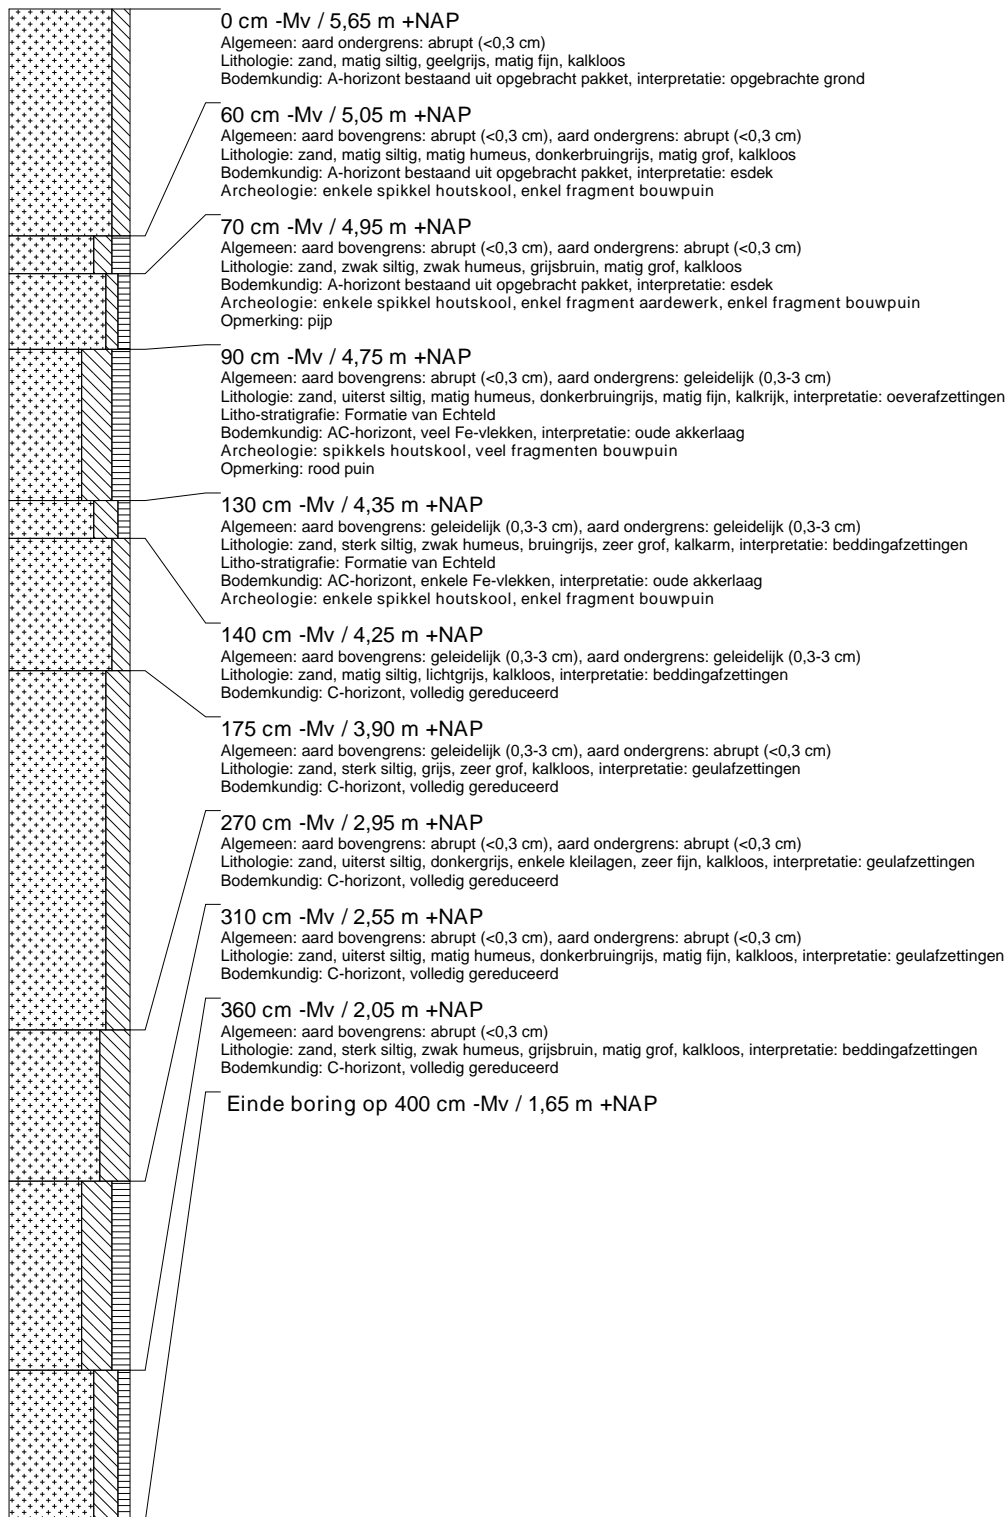 0 cm -Mv / 5,65 m +NAP
Algemeen: aard ondergrens: abrupt (<0,3 cm)
Lithologie: zand, matig siltig, geelgrijs, matig fijn, kalkloos
Bodemkundig: A-horizont bestaand uit opgebracht pakket, interpretatie: opgebrachte grond
60 cm -Mv / 5,05 m +NAP
Algemeen: aard bovengrens: abrupt (<0,3 cm), aard ondergrens: abrupt (<0,3 cm)
Lithologie: zand, matig siltig, matig humeus, donkerbruingrijs, matig grof, kalkloos
Bodemkundig: A-horizont bestaand uit opgebracht pakket, interpretatie: esdek
Archeologie: enkele spikkel houtskool, enkel fragment bouwpuin
70 cm -Mv / 4,95 m +NAP
Algemeen: aard bovengrens: abrupt (<0,3 cm), aard ondergrens: abrupt (<0,3 cm)
Lithologie: zand, zwak siltig, zwak humeus, grijsbruin, matig grof, kalkloos
Bodemkundig: A-horizont bestaand uit opgebracht pakket, interpretatie: esdek
Archeologie: enkele spikkel houtskool, enkel fragment aardewerk, enkel fragment bouwpuin
Opmerking: pijp
90 cm -Mv / 4,75 m +NAP
Algemeen: aard bovengrens: abrupt (<0,3 cm), aard ondergrens: geleidelijk (0,3-3 cm)
Lithologie: zand, uiterst siltig, matig humeus, donkerbruingrijs, matig fijn, kalkrijk, interpretatie: oeverafzettingen
Litho-stratigrafie: Formatie van Echteld
Bodemkundig: AC-horizont, veel Fe-vlekken, interpretatie: oude akkerlaag
Archeologie: spikkels houtskool, veel fragmenten bouwpuin
Opmerking: rood puin
130 cm -Mv / 4,35 m +NAP
Algemeen: aard bovengrens: geleidelijk (0,3-3 cm), aard ondergrens: geleidelijk (0,3-3 cm)
Lithologie: zand, sterk siltig, zwak humeus, bruingrijs, zeer grof, kalkarm, interpretatie: beddingafzettingen
Litho-stratigrafie: Formatie van Echteld
Bodemkundig: AC-horizont, enkele Fe-vlekken, interpretatie: oude akkerlaag
Archeologie: enkele spikkel houtskool, enkel fragment bouwpuin
140 cm -Mv / 4,25 m +NAP
Algemeen: aard bovengrens: geleidelijk (0,3-3 cm), aard ondergrens: geleidelijk (0,3-3 cm)
Lithologie: zand, matig siltig, lichtgrijs, kalkloos, interpretatie: beddingafzettingen
Bodemkundig: C-horizont, volledig gereduceerd
175 cm -Mv / 3,90 m +NAP
Algemeen: aard bovengrens: geleidelijk (0,3-3 cm), aard ondergrens: abrupt (<0,3 cm)
Lithologie: zand, sterk siltig, grijs, zeer grof, kalkloos, interpretatie: geulafzettingen
Bodemkundig: C-horizont, volledig gereduceerd
270 cm -Mv / 2,95 m +NAP
Algemeen: aard bovengrens: abrupt (<0,3 cm), aard ondergrens: abrupt (<0,3 cm)
Lithologie: zand, uiterst siltig, donkergrijs, enkele kleilagen, zeer fijn, kalkloos, interpretatie: geulafzettingen
Bodemkundig: C-horizont, volledig gereduceerd
310 cm -Mv / 2,55 m +NAP
Algemeen: aard bovengrens: abrupt (<0,3 cm), aard ondergrens: abrupt (<0,3 cm)
Lithologie: zand, uiterst siltig, matig humeus, donkerbruingrijs, matig fijn, kalkloos, interpretatie: geulafzettingen
Bodemkundig: C-horizont, volledig gereduceerd
360 cm -Mv / 2,05 m +NAP
Algemeen: aard bovengrens: abrupt (<0,3 cm)
Lithologie: zand, sterk siltig, zwak humeus, grijsbruin, matig grof, kalkloos, interpretatie: beddingafzettingen
Bodemkundig: C-horizont, volledig gereduceerd
Einde boring op 400 cm -Mv / 1,65 m +NAP